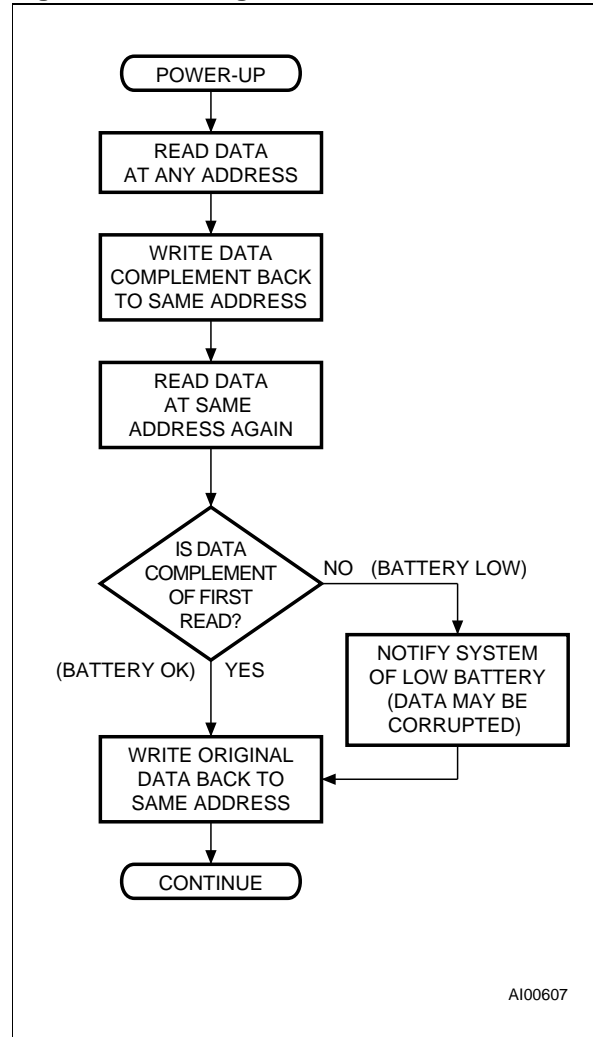 POWER-UP
READ DATA
AT ANY ADDRESS
WRITE DATA
COMPLEMENT BACK
TO SAME ADDRESS
READ DATA
AT SAME
ADDRESS AGAIN
IS DATA
COMPLEMENT
OF FIRST
READ?
NO (BATTERY LOW)
NOTIFY SYSTEM
OF LOW BATTERY
(DATA MAY BE
CORRUPTED)
(BATTERY OK) YES
WRITE ORIGINAL
DATA BACK TO
SAME ADDRESS
CONTINUE
AI00607